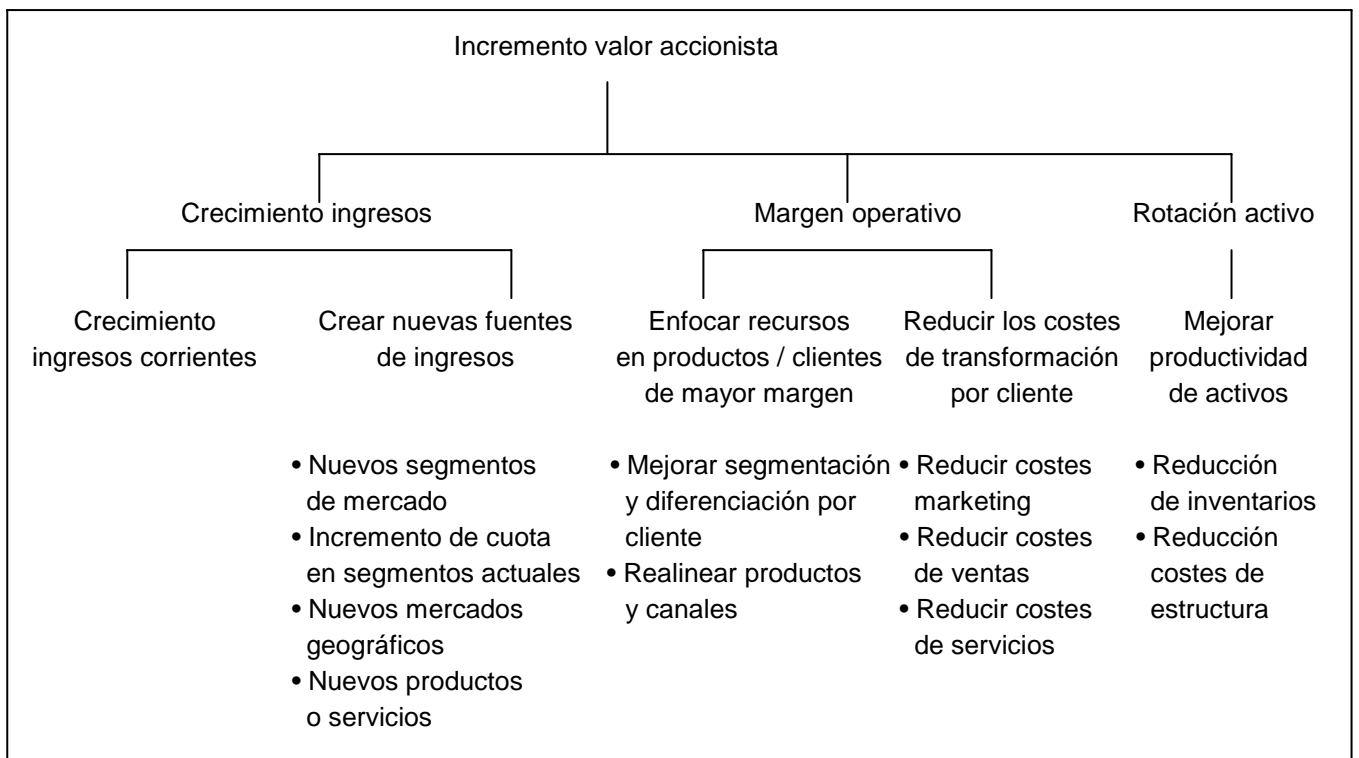 Incremento valor accionista
Crecimiento ingresos
Margen operativo
Rotación activo
Crecimiento
ingresos corrientes
Crear nuevas fuentes
de ingresos
Enfocar recursos
en productos / clientes
de mayor margen
Reducir los costes
de transformación
por cliente
Mejorar
productividad
de activos
• Nuevos segmentos
de mercado
• Incremento de cuota
en segmentos actuales
• Nuevos mercados
geográficos
• Nuevos productos
o servicios
• Mejorar segmentación
y diferenciación por
cliente
• Realinear productos
y canales
• Reducir costes
marketing
• Reducir costes
de ventas
• Reducir costes
de servicios
• Reducción
de inventarios
• Reducción
costes de
estructura